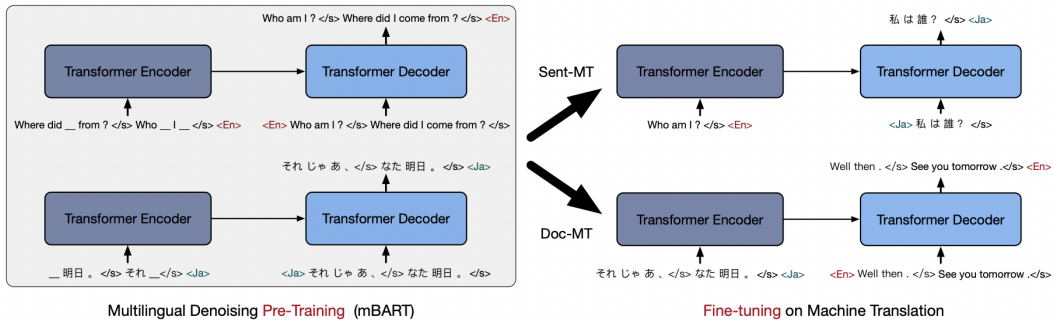 Who am I ? </s> Where did I come from ? </s> <En>
Transformer Encoder
Transformer Decoder
Where did __ from ? </s> Who __ I __ </s> <En>
<En> Who am I ? </s> Where did I come from ? </s>
それ じゃ あ 、</s> なた 明日 。 </s> <Ja>
Transformer Encoder
Transformer Decoder
__ 明日 。 </s> それ __</s> <Ja>
<Ja> それ じゃ あ 、</s> なた 明日 。 </s>
Multilingual Denoising Pre-Training (mBART)
Sent-MT
Doc-MT
私 は 誰？ </s> <Ja>
Transformer Encoder
Transformer Decoder
Who am I ? </s> <En>
<Ja> 私 は 誰？ </s>
Well then . </s> See you tomorrow .</s> <En>
Transformer Encoder
Transformer Decoder
それ じゃ あ 、</s> なた 明日 。 </s> <Ja>
<En> Well then . </s> See you tomorrow .</s>
Fine-tuning on Machine Translation